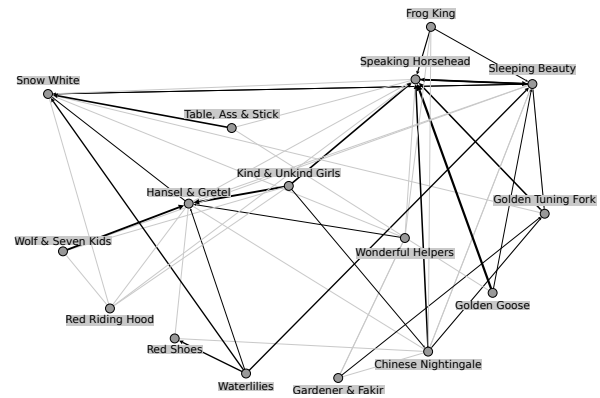 Frog King
Speaking Horsehead
Sleeping Beauty
Snow White
Table, Ass & Stick
Kind & Unkind Girls
Hansel & Gretel
Golden Tuning Fork
Wolf & Seven Kids
Wonderful Helpers
Golden Goose
Red Riding Hood
Red Shoes
Chinese Nightingale
Waterlilies
Gardener & Fakir